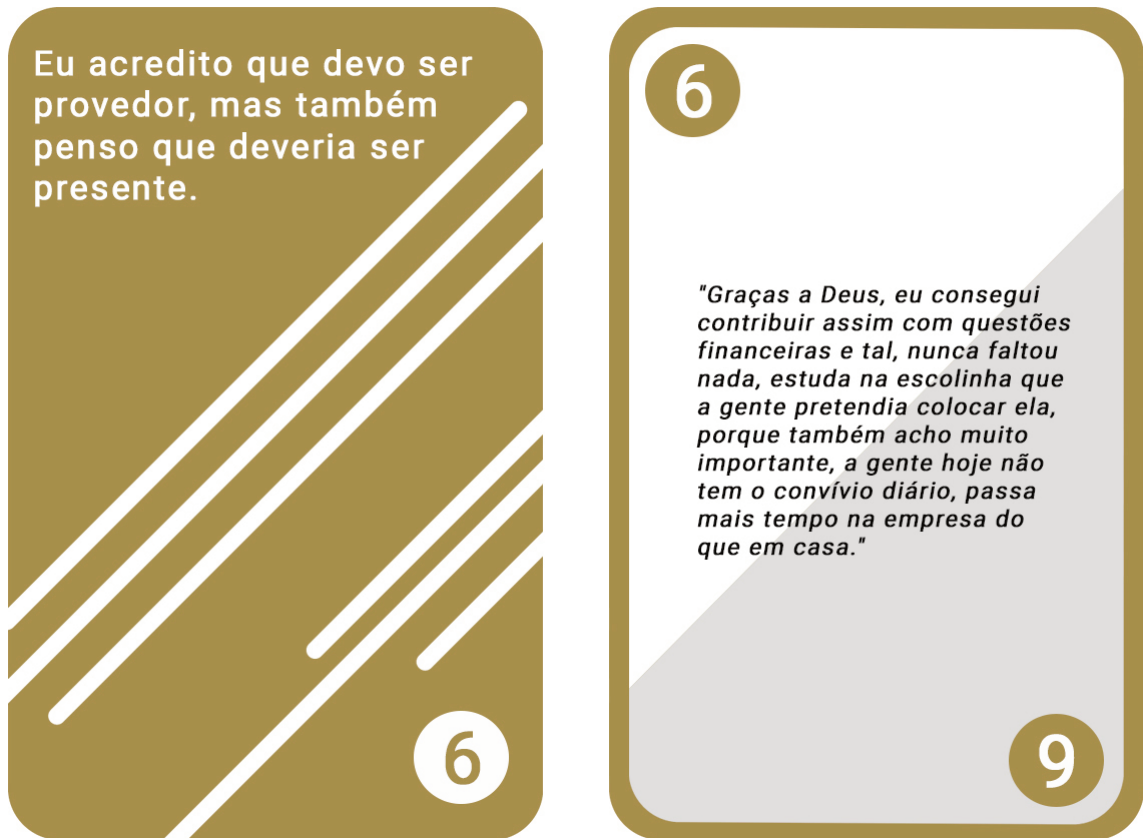 Eu acredito que devo ser
provedor, mas também
penso que deveria ser
presente.
6
6
"Graças a Deus, eu consegui
contribuir assim com questões
financeiras e tal, nunca faltou
nada, estuda na escolinha que
a gente pretendia colocar ela,
porque também acho muito
importante, a gente hoje não
tem o convívio diário, passa
mais tempo na empresa do
que em casa."
9